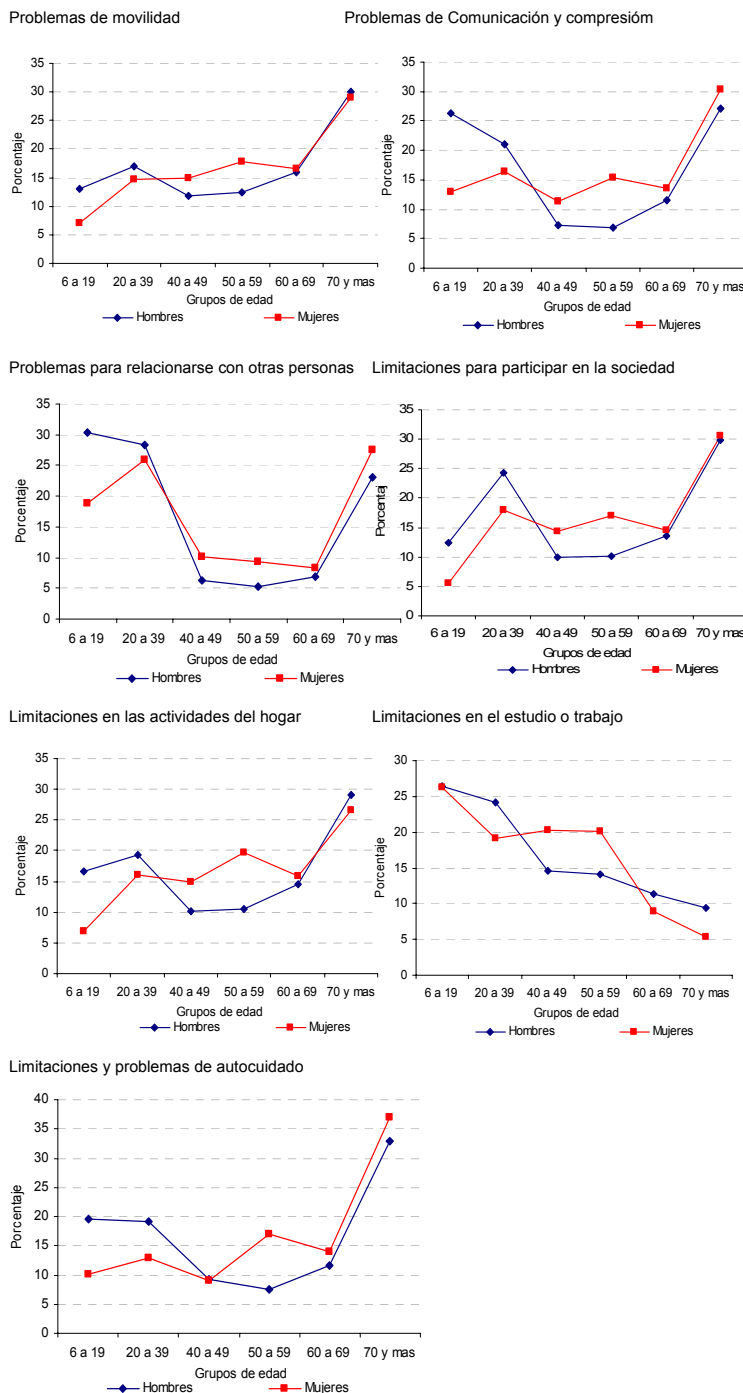 Problemas de movilidad
35
30
25
20
15
10
5
0
Porcentaje
6 a 19 20 a 39 40 a 49 50 a 59 60 a 69 70 y mas
Grupos de edad
Hombres Mujeres
Problemas de Comunicación y compresióm
35
30
25
20
15
10
5
0
Porcentaje
6 a 19 20 a 39 40 a 49 50 a 59 60 a 69 70 y mas
Grupos de edad
Hombres Mujeres
Problemas para relacionarse con otras personas
35
30
25
20
15
10
5
0
Porcentaje
6 a 19 20 a 39 40 a 49 50 a 59 60 a 69 70 y mas
Grupos de edad
Hombres Mujeres
Limitaciones para participar en la sociedad
35
30
25
20
15
10
5
0
Porcentaj
6 a 19 20 a 39 40 a 49 50 a 59 60 a 69 70 y mas
Grupos de edad
Hombres Mujeres
Limitaciones en las actividades del hogar
35
30
25
20
15
10
5
0
Porcentaje
6 a 19 20 a 39 40 a 49 50 a 59 60 a 69 70 y mas
Grupos de edad
Hombres Mujeres
Limitaciones en el estudio o trabajo
30
25
20
15
10
5
0
Porcentaje
6 a 19 20 a 39 40 a 49 50 a 59 60 a 69 70 y mas
Grupos de edad
Hombres Mujeres
Limitaciones y problemas de autocuidado
40
35
30
25
20
15
10
5
0
Porcentaje
6 a 19 20 a 39 40 a 49 50 a 59 60 a 69 70 y mas
Grupos de edad
Hombres Mujeres